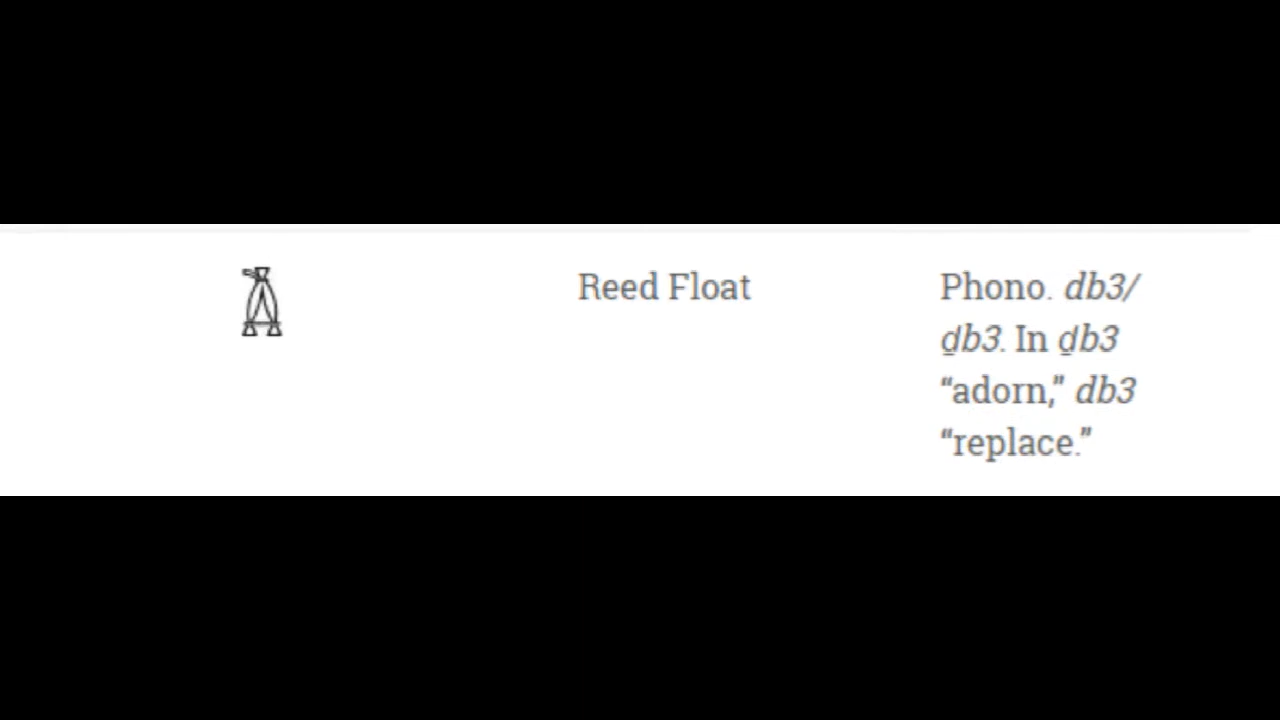 𓌥 Reed Float Phono. db3/
ḏb3. In ḏb3
“adorn,” db3
“replace.”